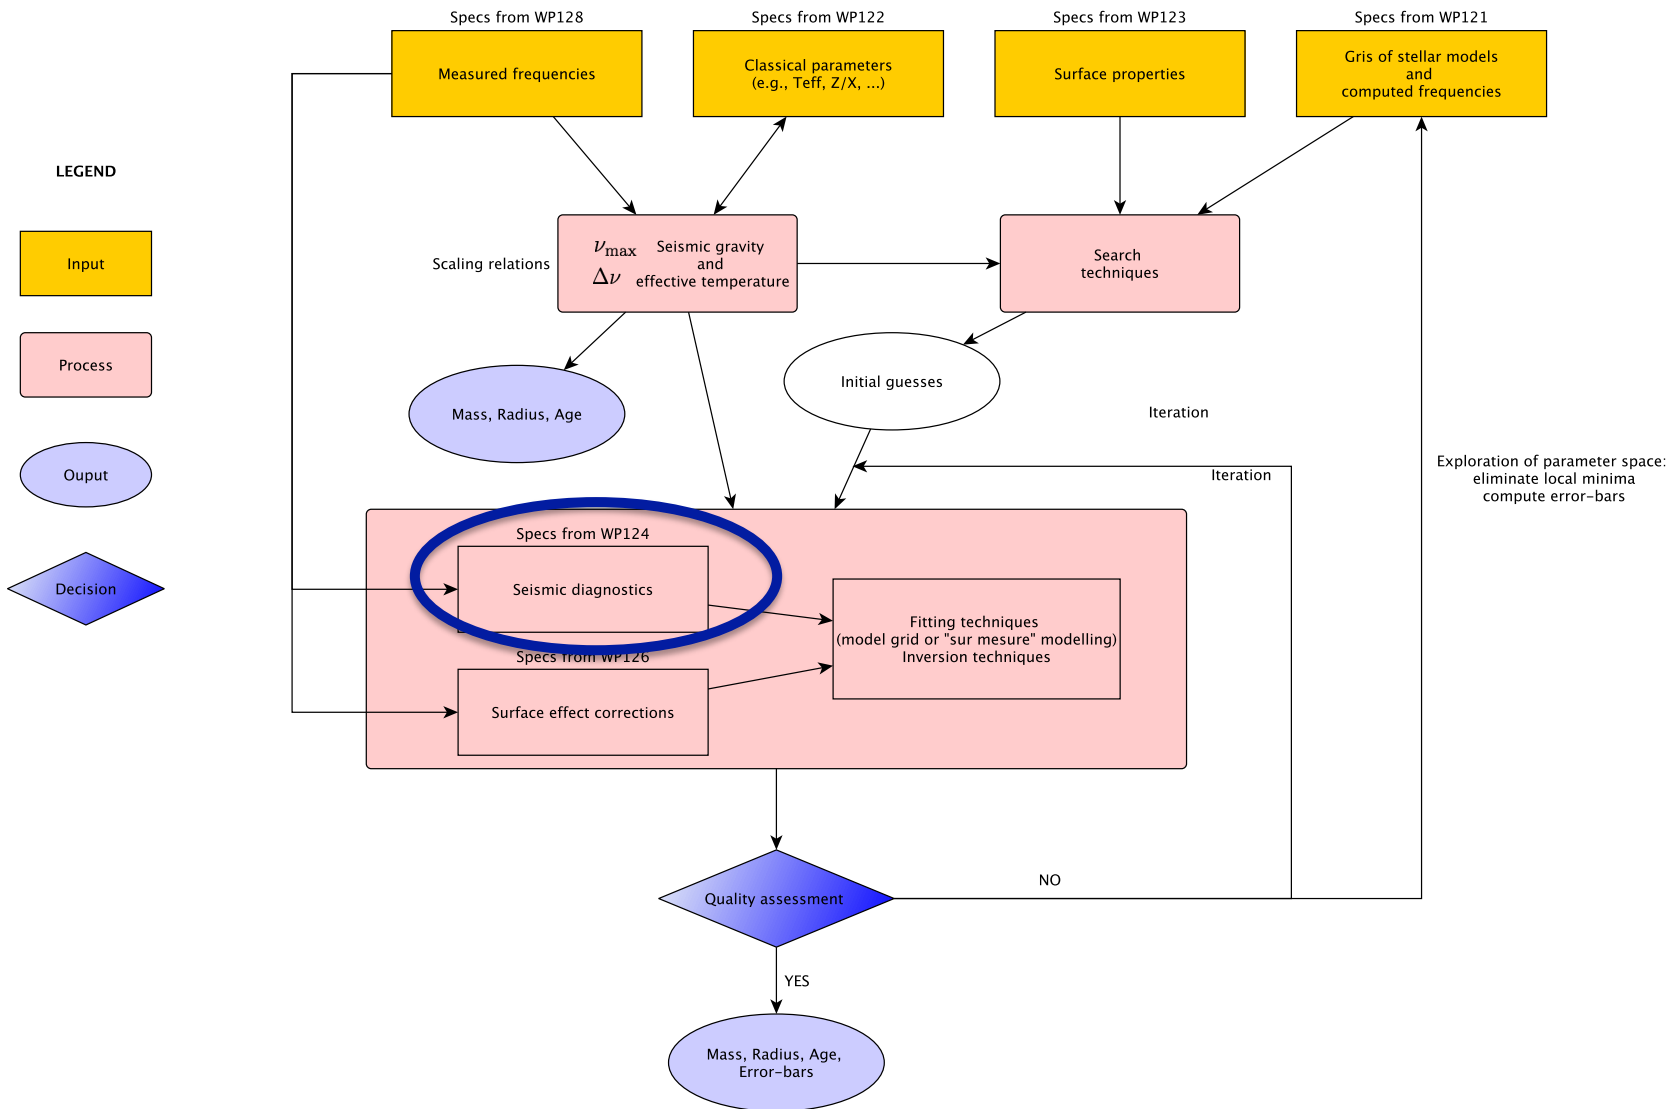 Specs from WP128
Specs from WP122
Specs from WP123
Specs from WP121
Measured frequencies
Classical parameters
(e.g., Teff, Z/X, ...)
Surface properties
Gris of stellar models
and
computed frequencies
LEGEND
Input
Process
Ouput
Decision
Scaling relations
νmax
Δν
Seismic gravity
and
effective temperature
Search
techniques
Mass, Radius, Age
Initial guesses
Iteration
Iteration
Exploration of parameter space:
eliminate local minima
compute error-bars
Specs from WP124
Seismic diagnostics
Specs from WP126
Surface effect corrections
Fitting techniques
(model grid or "sur mesure" modelling)
Inversion techniques
Quality assessment
NO
YES
Mass, Radius, Age,
Error-bars